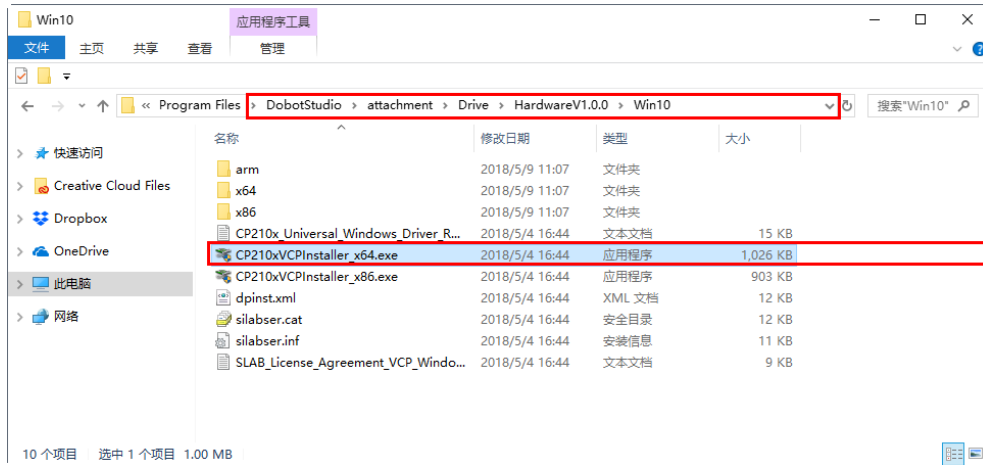 Win10
应用程序工具
文件 主页 共享 查看 管理
« Program Files › DobotStudio › attachment › Drive › HardwareV1.0.0 › Win10
搜索"Win10"
快速访问
Creative Cloud Files
Dropbox
OneDrive
此电脑
网络
名称 修改日期 类型 大小
arm 2018/5/9 11:07 文件夹
x64 2018/5/9 11:07 文件夹
x86 2018/5/9 11:07 文件夹
CP210x_Universal_Windows_Driver_R... 2018/5/4 16:44 文本文档 15 KB
CP210xVCPInstaller_x64.exe 2018/5/4 16:44 应用程序 1,026 KB
CP210xVCPInstaller_x86.exe 2018/5/4 16:44 应用程序 903 KB
dpinst.xml 2018/5/4 16:44 XML 文档 12 KB
silabser.cat 2018/5/4 16:44 安全目录 12 KB
silabser.inf 2018/5/4 16:44 安装信息 11 KB
SLAB_License_Agreement_VCP_Windo... 2018/5/4 16:44 文本文档 9 KB
10 个项目 选中 1 个项目 1.00 MB